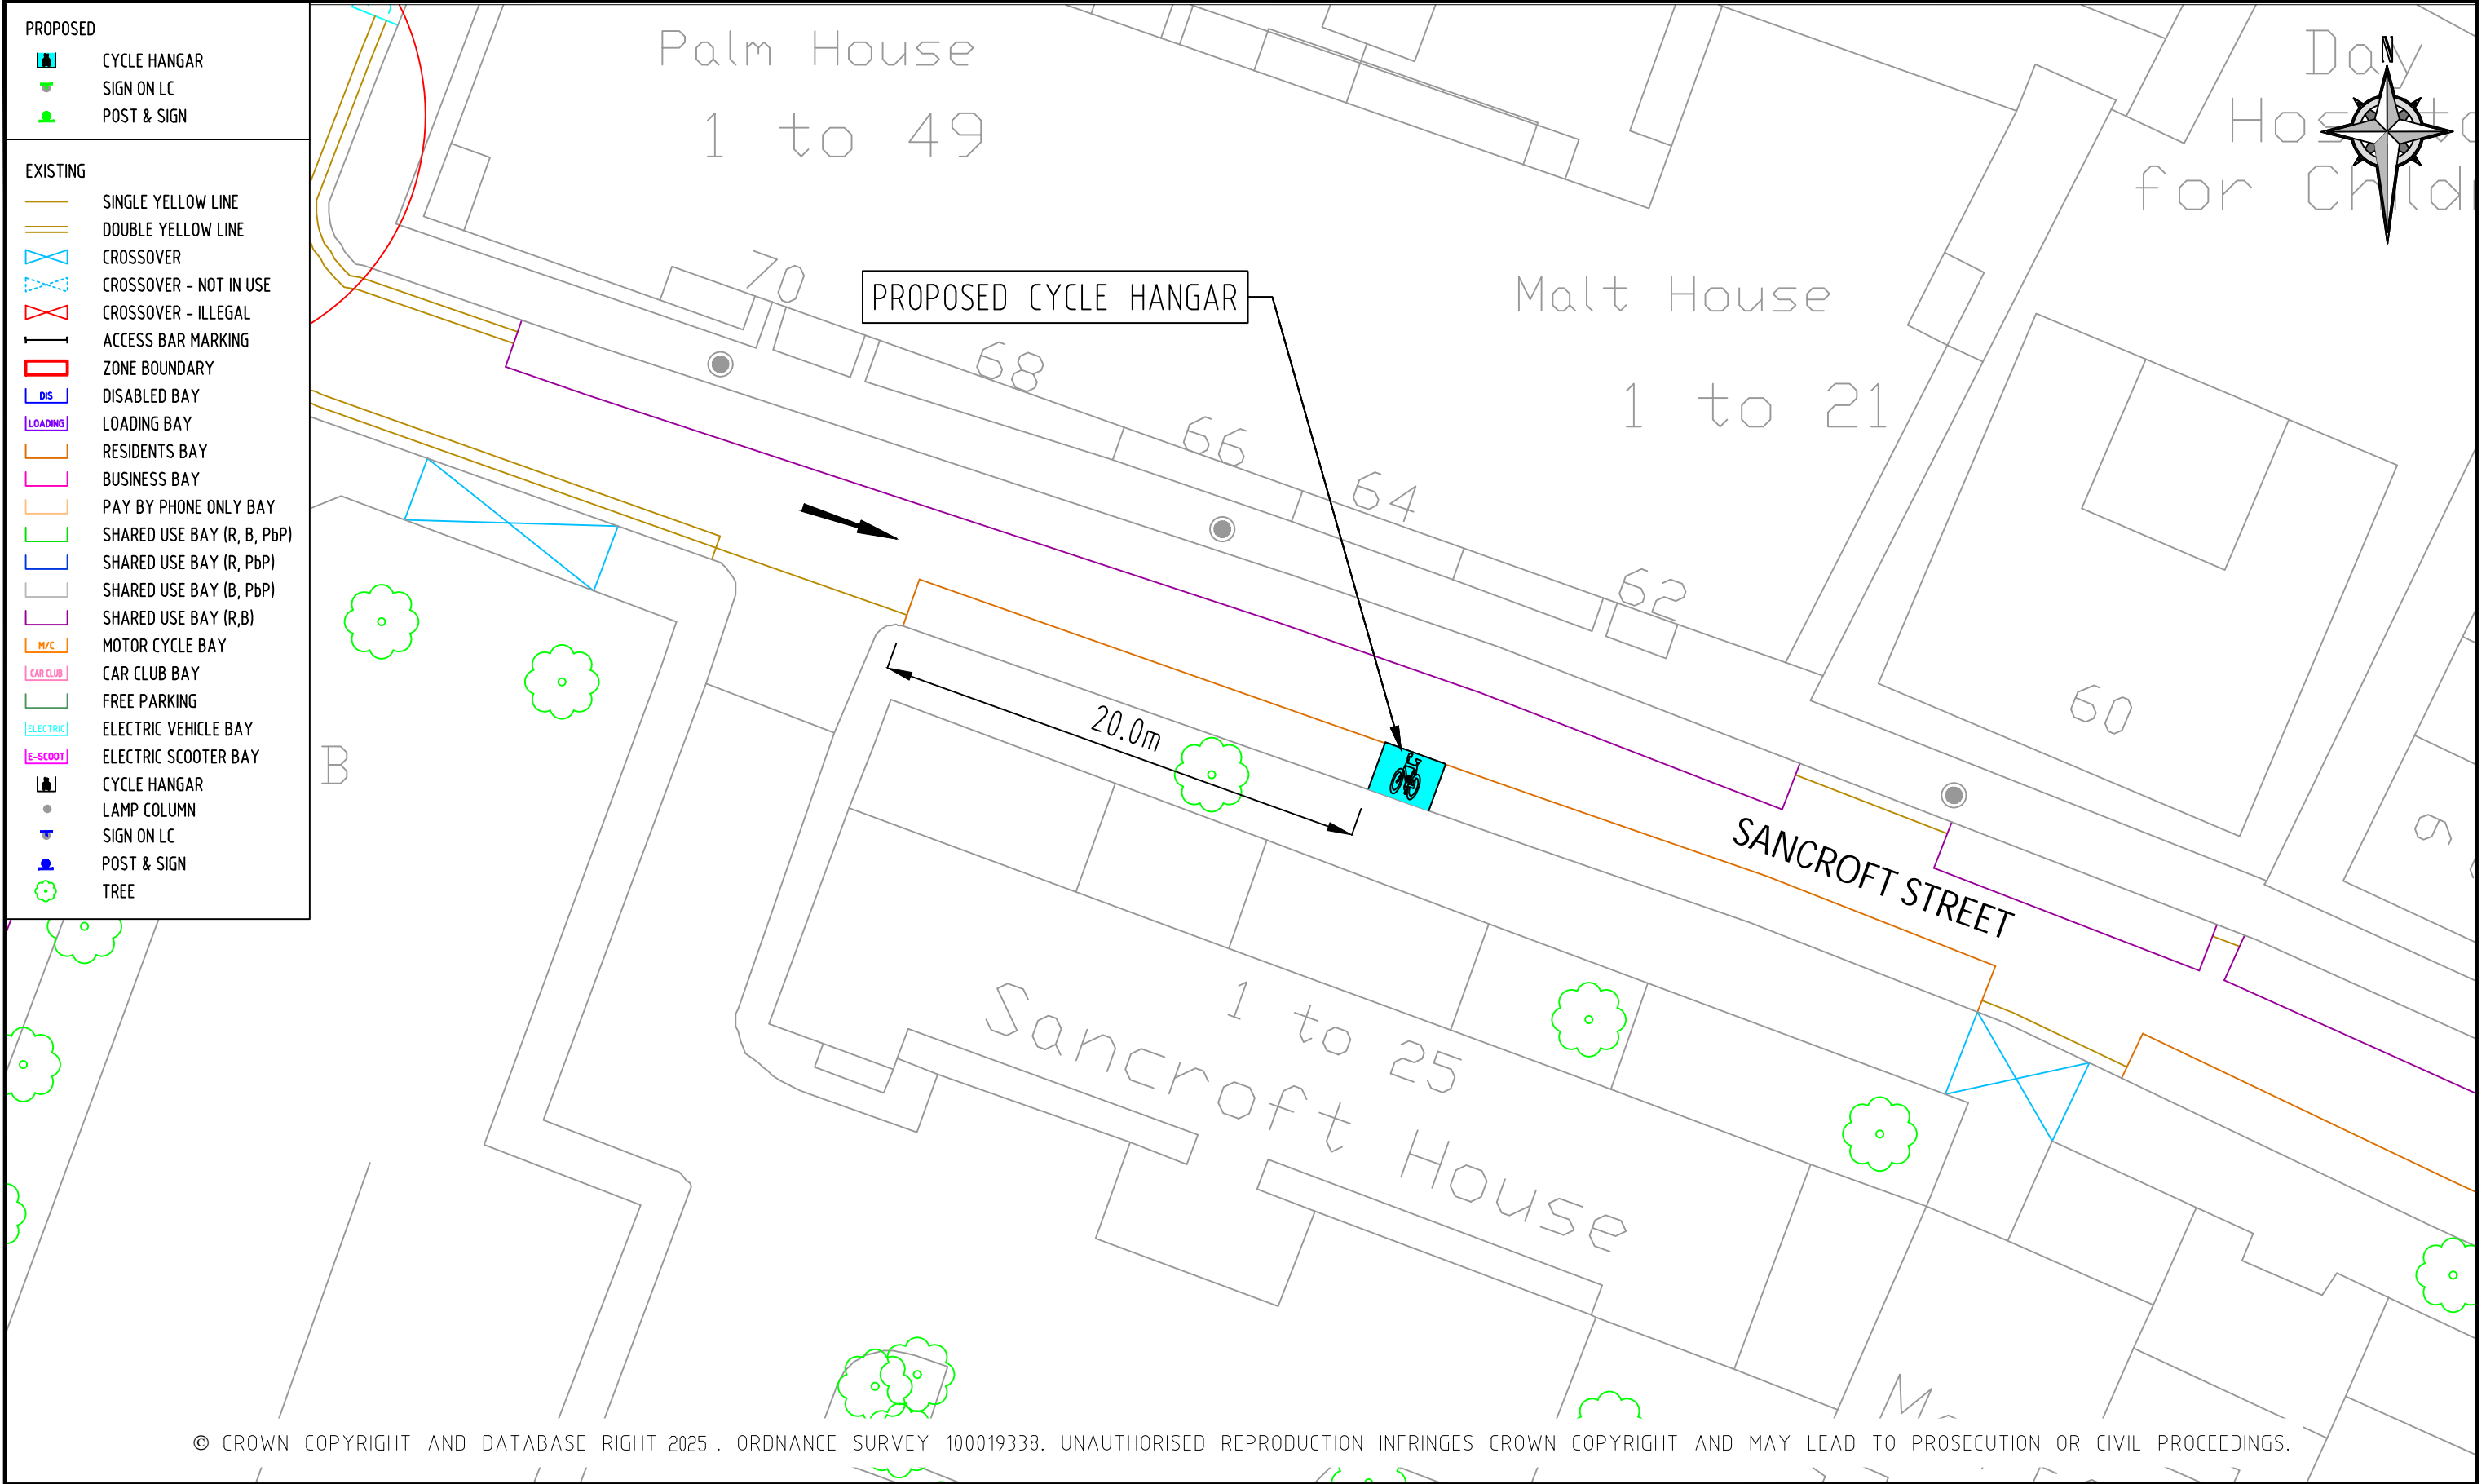 PROPOSED
CYCLE HANGAR
SIGN ON LC
POST & SIGN
EXISTING
SINGLE YELLOW LINE
DOUBLE YELLOW LINE
CROSSOVER
CROSSOVER - NOT IN USE
CROSSOVER - ILLEGAL
ACCESS BAR MARKING
ZONE BOUNDARY
DIS DISABLED BAY
LOADING LOADING BAY
RESIDENTS BAY
BUSINESS BAY
PAY BY PHONE ONLY BAY
SHARED USE BAY (R, B, PbP)
SHARED USE BAY (R, PbP)
SHARED USE BAY (B, PbP)
SHARED USE BAY (R,B)
M/C MOTOR CYCLE BAY
CAR CLUB CAR CLUB BAY
FREE PARKING
ELECTRIC ELECTRIC VEHICLE BAY
E-SCOOT ELECTRIC SCOOTER BAY
CYCLE HANGAR
LAMP COLUMN
SIGN ON LC
POST & SIGN
TREE
Palm House
1 to 49
Day
N
for
70
PROPOSED CYCLE HANGAR
Malt House
1 to 21
68
66
64
62
60
20.0m
B
SANCROFT STREET
1 to 25
Sancroft House
© CROWN COPYRIGHT AND DATABASE RIGHT 2025 . ORDNANCE SURVEY 100019338. UNAUTHORISED REPRODUCTION INFRINGES CROWN COPYRIGHT AND MAY LEAD TO PROSECUTION OR CIVIL PROCEEDINGS.